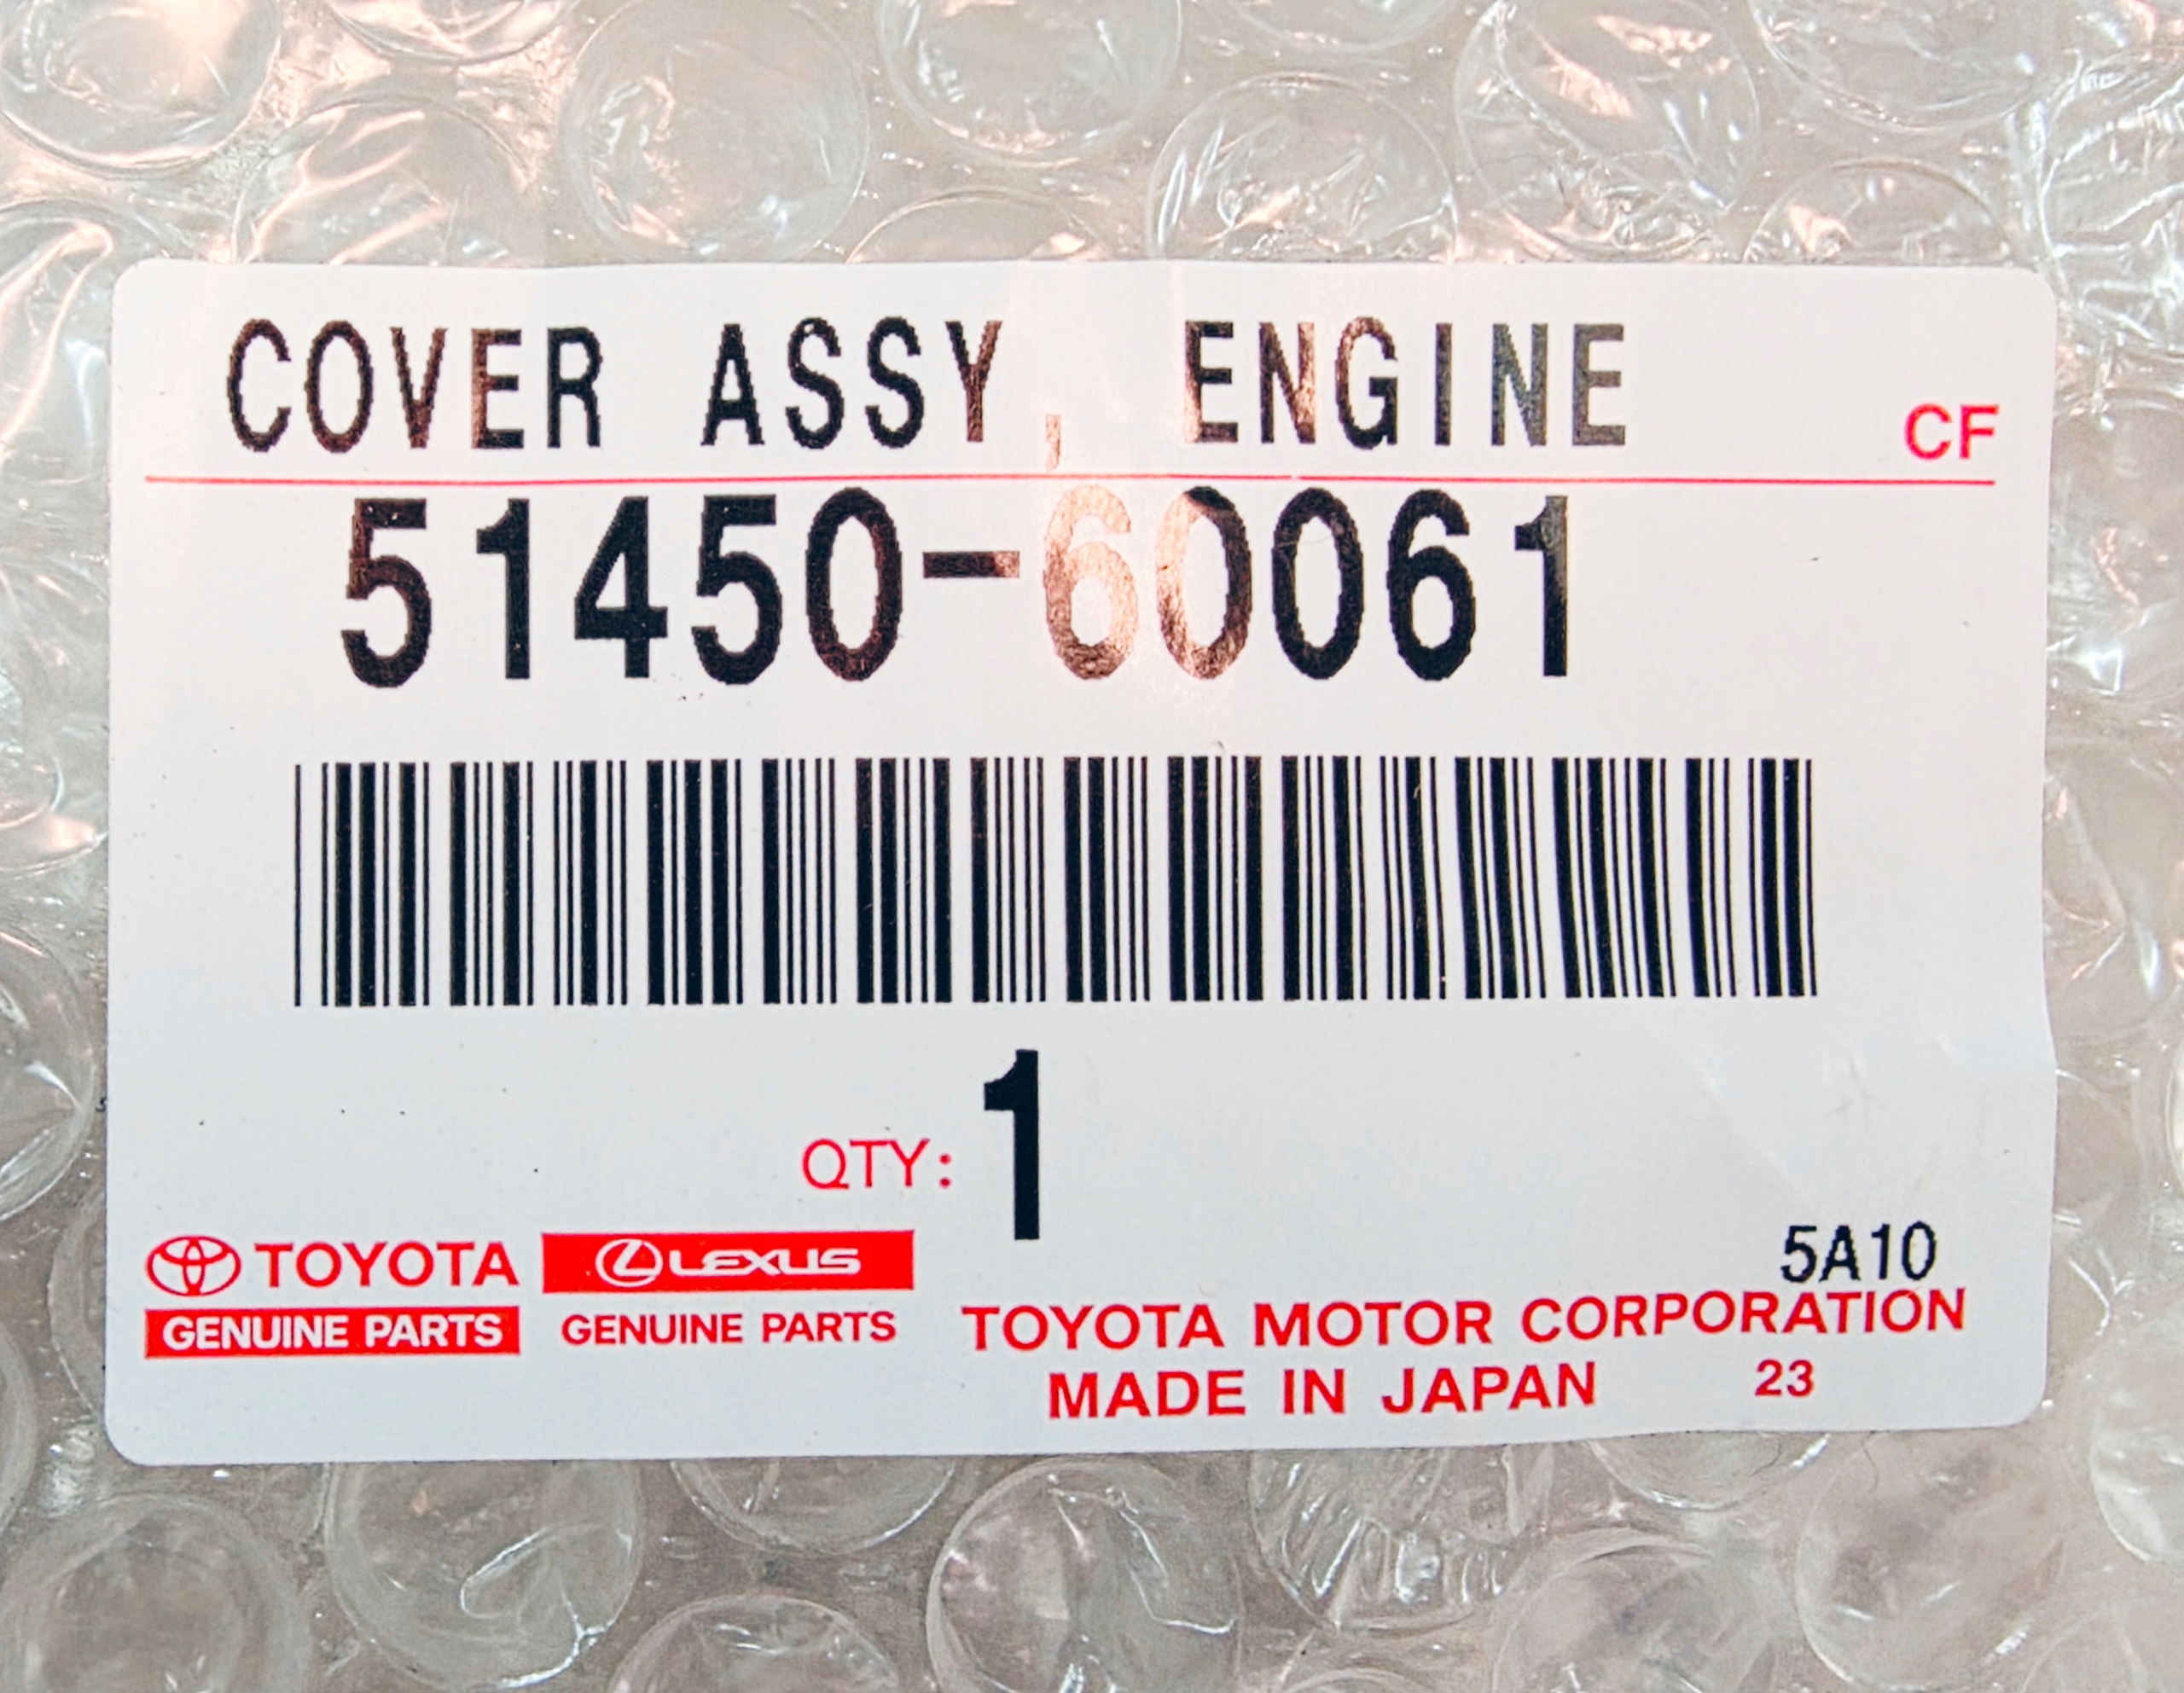 COVER ASSY, ENGINE
CF
51450-60061
QTY: 1
5A10
TOYOTA
GENUINE PARTS
LEXUS
GENUINE PARTS
TOYOTA MOTOR CORPORATION
MADE IN JAPAN 23